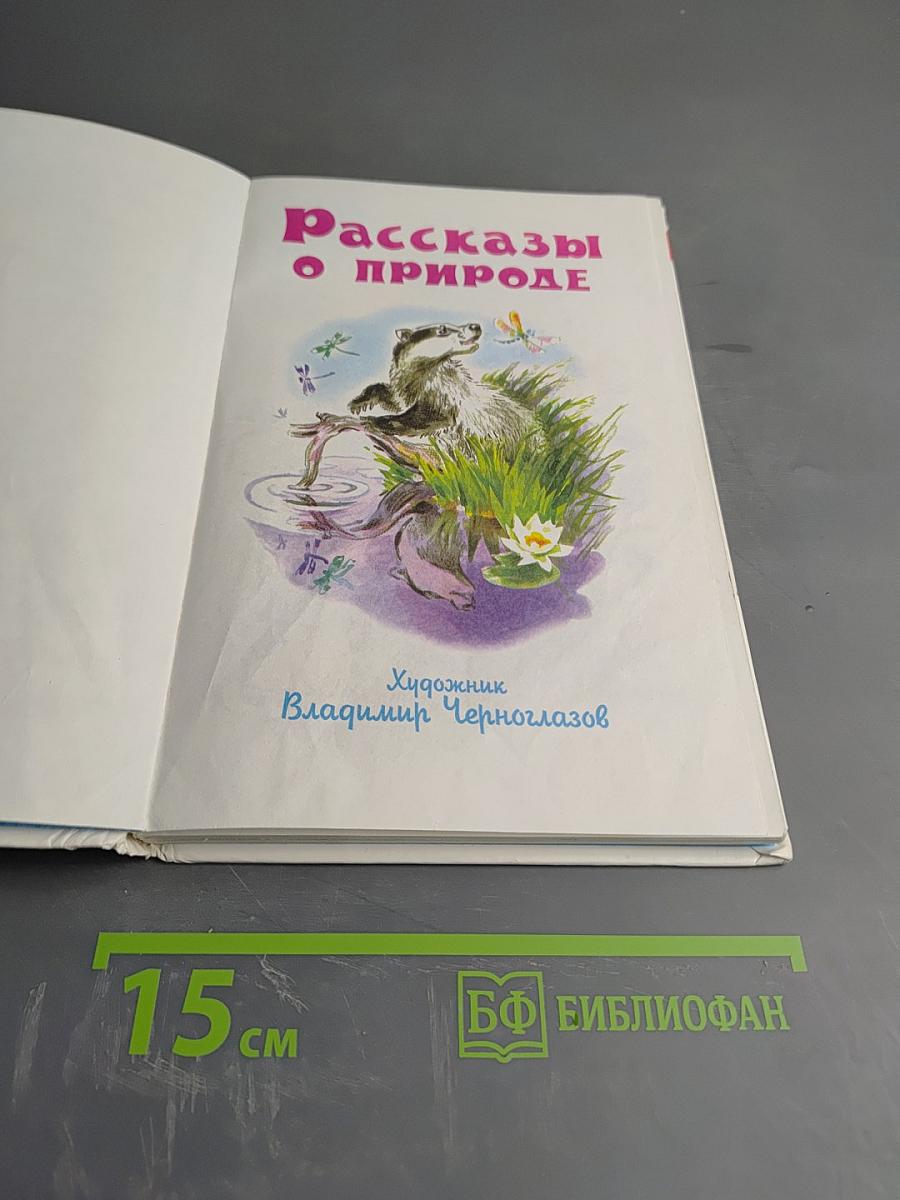 Рассказы
о природе
Художник
Владимир Черноглазов
15 см
БФ БИБЛИОФАН